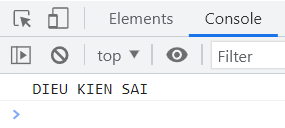 Elements Console
top Filter
DIEU KIEN SAI